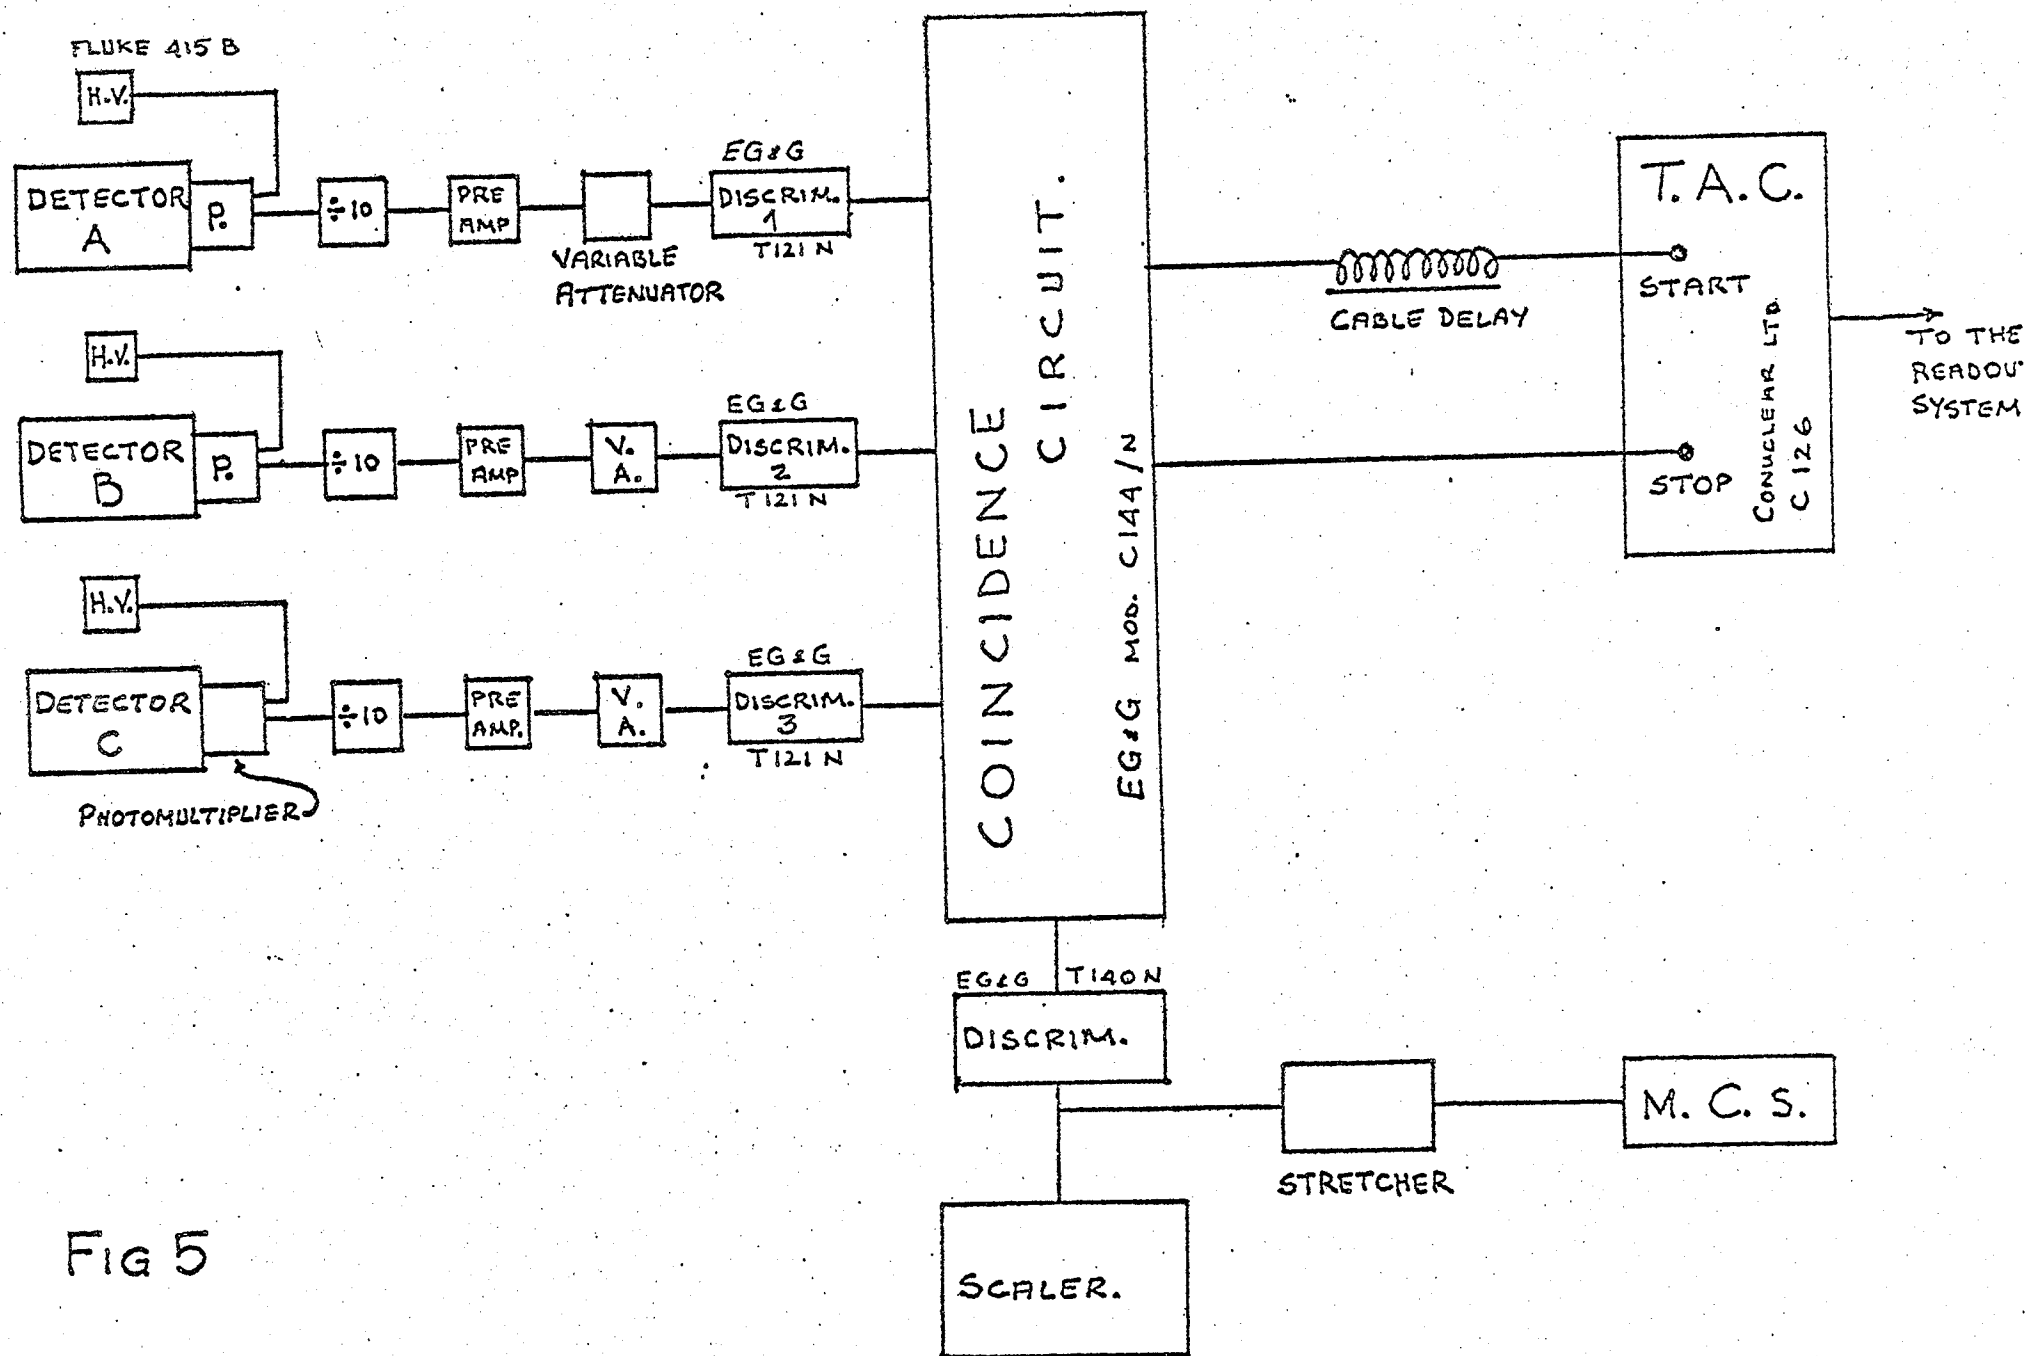 FLUKE 415 B
H.V.
DETECTOR
A
P.
÷10
PRE
AMP
VARIABLE
ATTENUATOR
EG&G
DISCRIM.
1
T121 N
H.V.
DETECTOR
B
P.
÷10
PRE
AMP
V.
A.
EG&G
DISCRIM.
2
T121 N
H.V.
DETECTOR
C
PHOTOMULTIPLIER
÷10
PRE
AMP.
V.
A.
EG&G
DISCRIM.
3
T121 N
COINCIDENCE
CIRCUIT.
EG&G MOD. C144/N
CABLE DELAY
T.A.C.
START
STOP
CONUCLEAR LTD.
C 126
TO THE
READOU
SYSTEM
EG&G T140 N
DISCRIM.
STRETCHER
M. C. S.
SCALER.
FIG 5